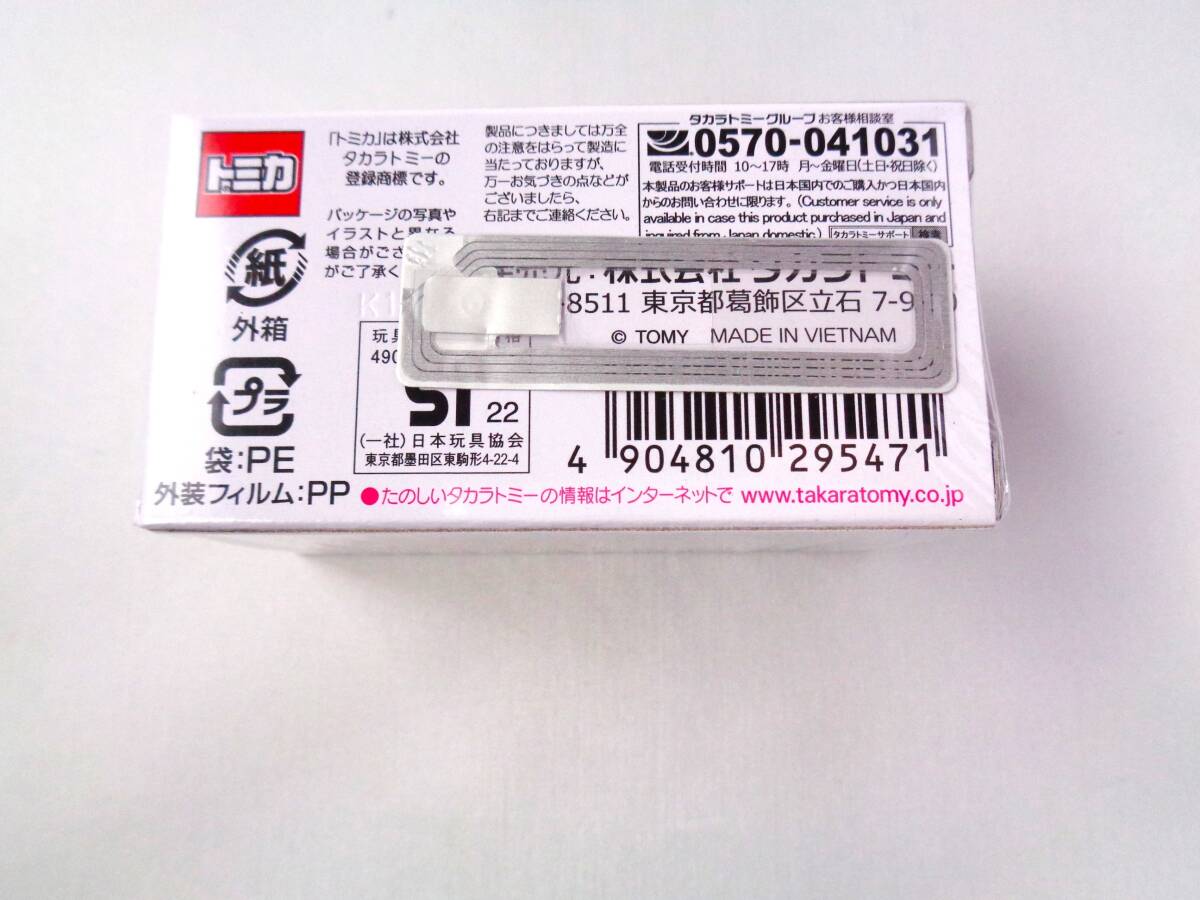 トミカ
「トミカ」は株式会社
タカラトミーの
登録商標です。
パッケージの写真や
イラストと異なる
場合がござ
がご了承く
製品につきましては万全
の注意をはらって製造に
当たっておりますが、
万一お気づきの点などが
ございましたら、
右記までご連絡ください。
タカラトミーグループ お客様相談室
0570-041031
電話受付時間 10〜17時 月〜金曜日(土日・祝日除く)
本製品のお客様サポートは日本国内でのご購入かつ日本国内
からのお問い合わせに限ります。(Customer service is only
available in case this product purchased in Japan and
inquired from Japan domestic.) タカラトミーサポート 検索
紙
外箱
プラ
袋:PE
外装フィルム:PP
元:株式会社タカラトミー
-8511 東京都葛飾区立石 7-9-10
© TOMY MADE IN VIETNAM
玩具
490
ST 22
(一社)日本玩具協会
東京都墨田区東駒形4-22-4
4 904810 295471
●たのしいタカラトミーの情報はインターネットで www.takaratomy.co.jp